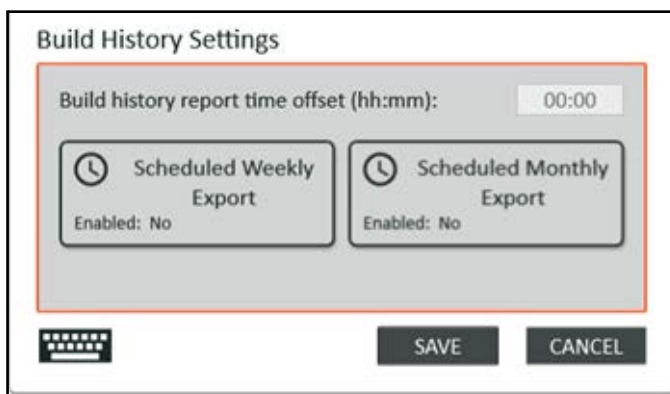 Build History Settings
Build history report time offset (hh:mm): 00:00
Scheduled Weekly
Export
Enabled: No
Scheduled Monthly
Export
Enabled: No
SAVE CANCEL